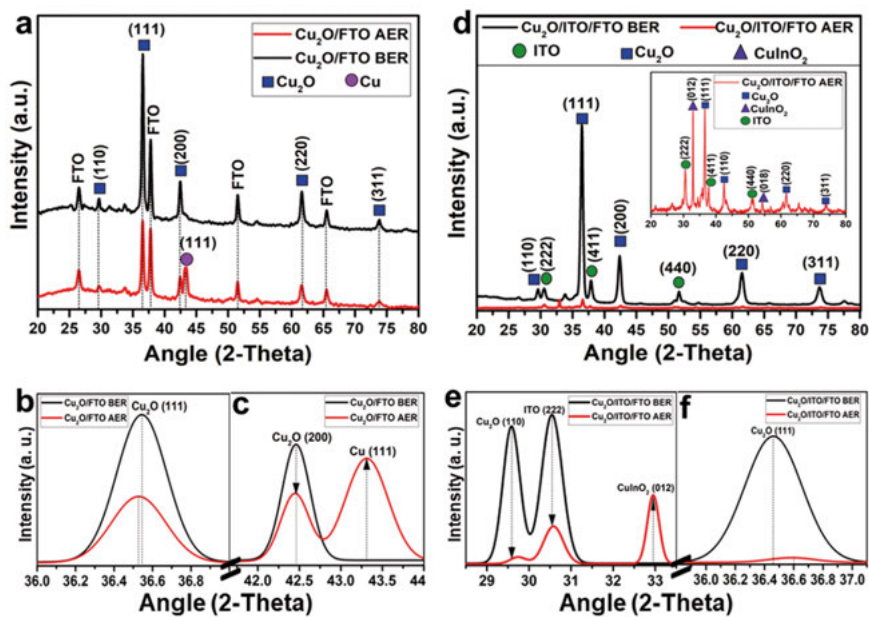 a
Cu₂O/FTO AER
Cu₂O/FTO BER
Cu₂O Cu
FTO
(110)
(111)
FTO
(200)
FTO
(220)
FTO
(311)
(111)
Intensity (a.u.)
20 25 30 35 40 45 50 55 60 65 70 75 80
Angle (2-Theta)
d
Cu₂O/ITO/FTO BER Cu₂O/ITO/FTO AER
ITO Cu₂O CuInO₂
Cu₂O/ITO/FTO AER
Cu₂O
CuInO₂
ITO
(222)
(012)
(111)
(411)
(110)
(440)
(018)
(220)
(311)
20 30 40 50 60 70 80
(110)
(222)
(111)
(411)
(200)
(440)
(220)
(311)
Intensity (a.u.)
20 25 30 35 40 45 50 55 60 65 70 75 80
Angle (2-Theta)
b
Cu₂O/FTO BER
Cu₂O/FTO AER
Cu₂O (111)
Intensity (a. u.)
36.0 36.3 36.6 36.9
c
Cu₂O/FTO BER
Cu₂O/FTO AER
Cu₂O (200)
Cu (111)
42.0 42.5 43.0 43.5 44
Angle (2-Theta)
e
Cu₂O/ITO/FTO BER
Cu₂O/ITO/FTO AER
Cu₂O (110)
ITO (222)
CuInO₂ (012)
Intensity (a. u.)
29 30 31 32 33
f
Cu₂O/ITO/FTO BER
Cu₂O/ITO/FTO AER
Cu₂O (111)
36.0 36.2 36.4 36.6 36.8 37.0
Angle (2-Theta)